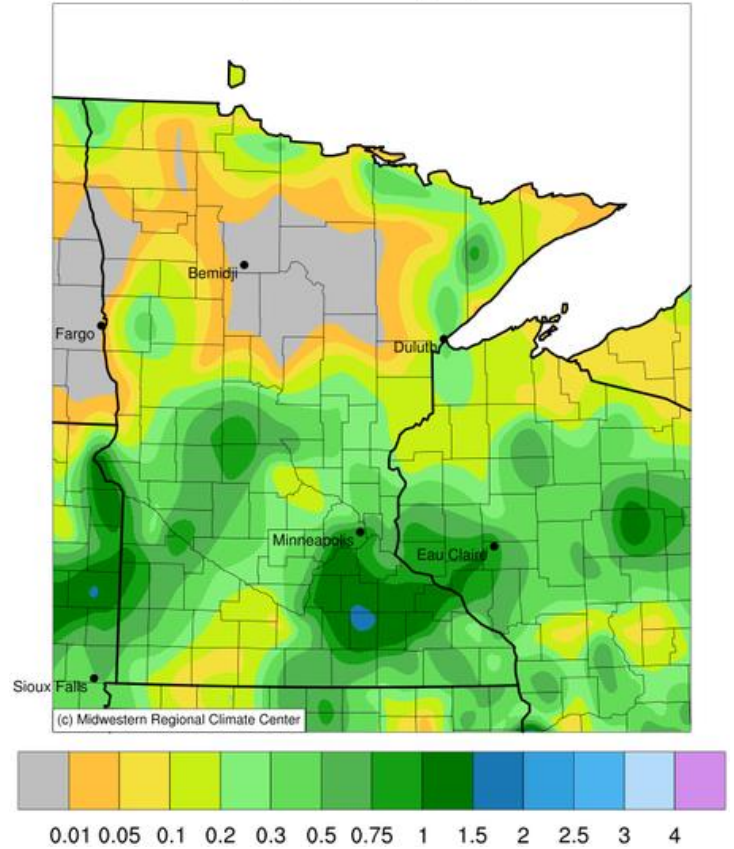 Bemidji
Fargo
Duluth
Minneapolis
Eau Claire
Sioux Falls
(c) Midwestern Regional Climate Center
0.01 0.05 0.1 0.2 0.3 0.5 0.75 1 1.5 2 2.5 3 4